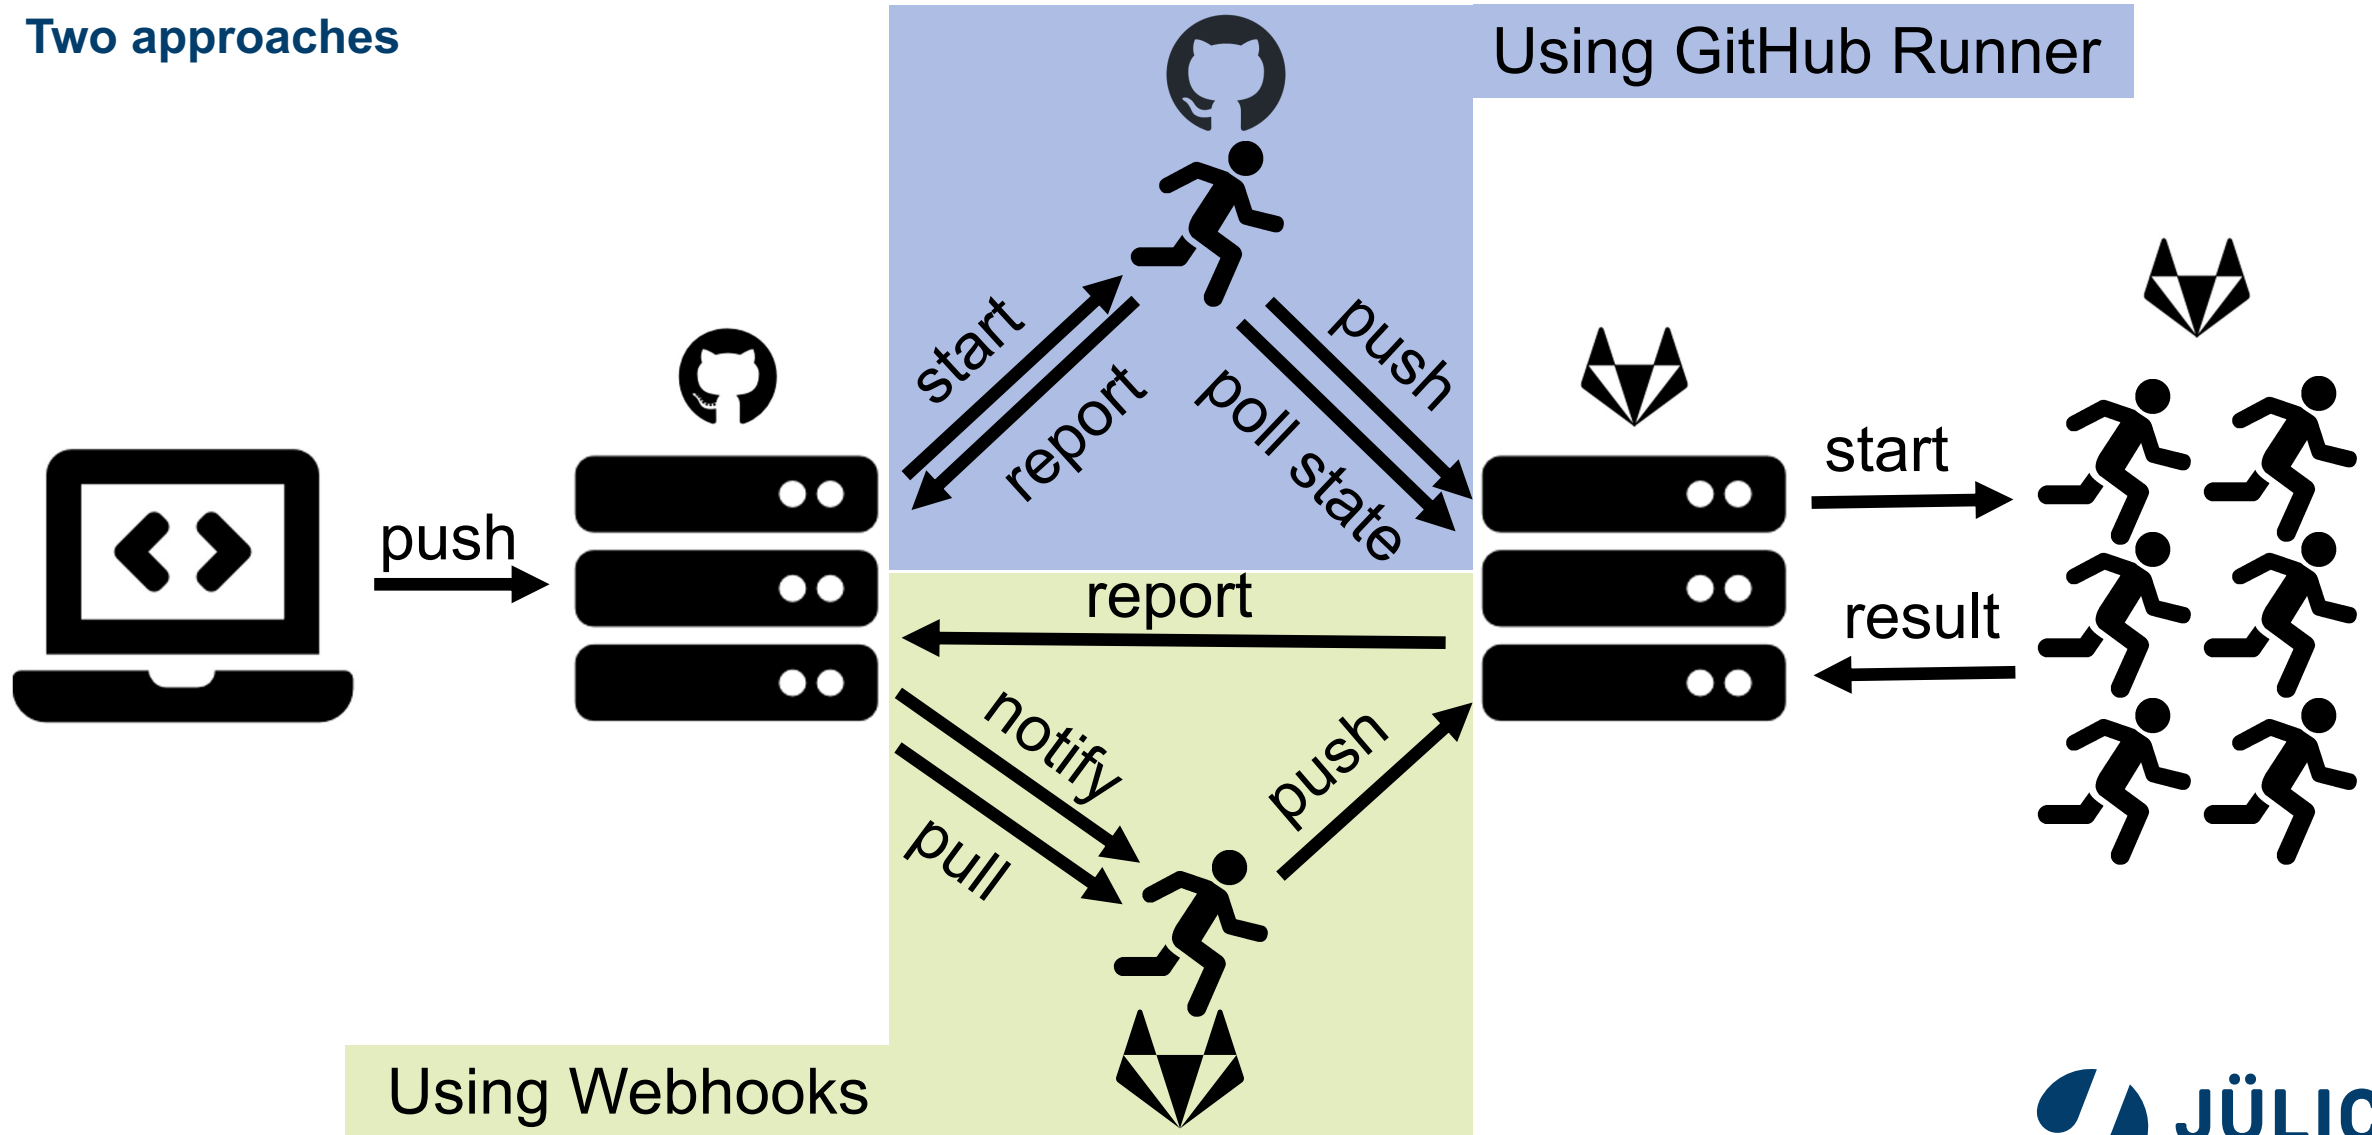 Two approaches
Using GitHub Runner
start
report
push
poll state
push
start
result
report
notify
pull
push
Using Webhooks
JÜLIC